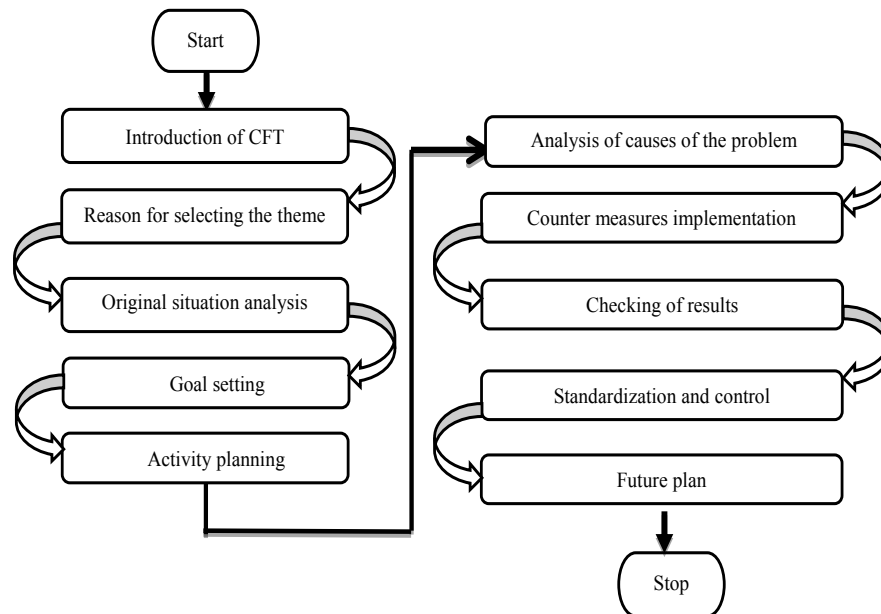 Start
Introduction of CFT
Reason for selecting the theme
Original situation analysis
Goal setting
Activity planning
Analysis of causes of the problem
Counter measures implementation
Checking of results
Standardization and control
Future plan
Stop